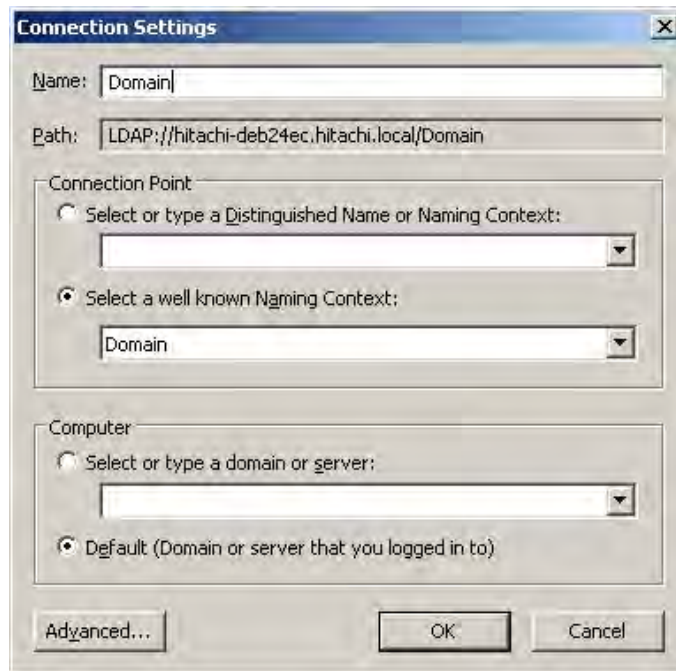 Connection Settings
Name: Domain
Path: LDAP://hitachi-deb24ec.hitachi.local/Domain
Connection Point
Select or type a Distinguished Name or Naming Context:
Select a well known Naming Context:
Domain
Computer
Select or type a domain or server:
Default (Domain or server that you logged in to)
Advanced... OK Cancel